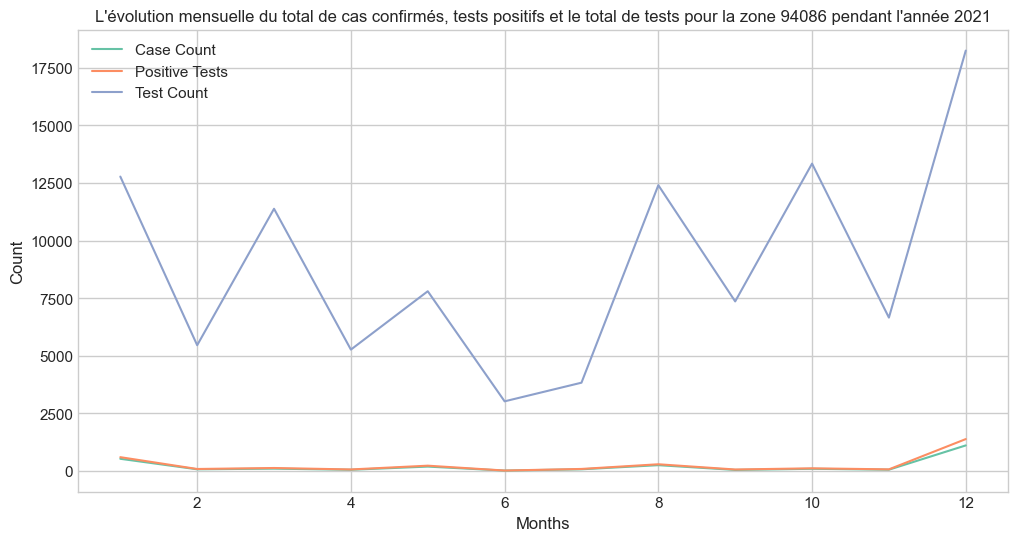 L'évolution mensuelle du total de cas confirmés, tests positifs et le total de tests pour la zone 94086 pendant l'année 2021
Case Count
Positive Tests
Test Count
17500
15000
12500
10000
7500
5000
2500
0
Count
2
4
6
8
10
12
Months